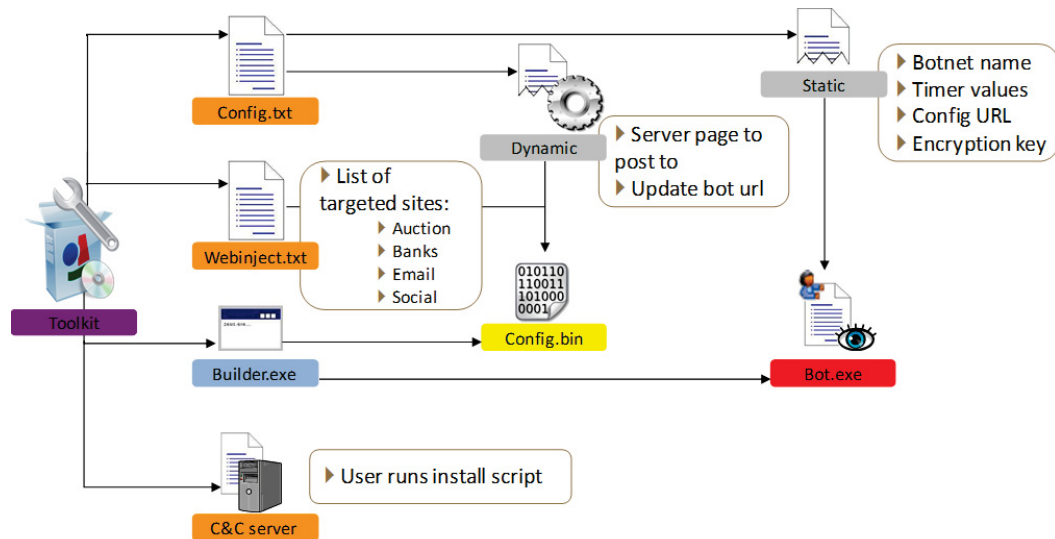 Config.txt
Static
Botnet name
Timer values
Config URL
Encryption key
Dynamic
Server page to
post to
Update bot url
Webinject.txt
List of
targeted sites:
Auction
Banks
Email
Social
Toolkit
010110
110011
101000
0001
Config.bin
zeus.exe...
Builder.exe
Bot.exe
C&C server
User runs install script